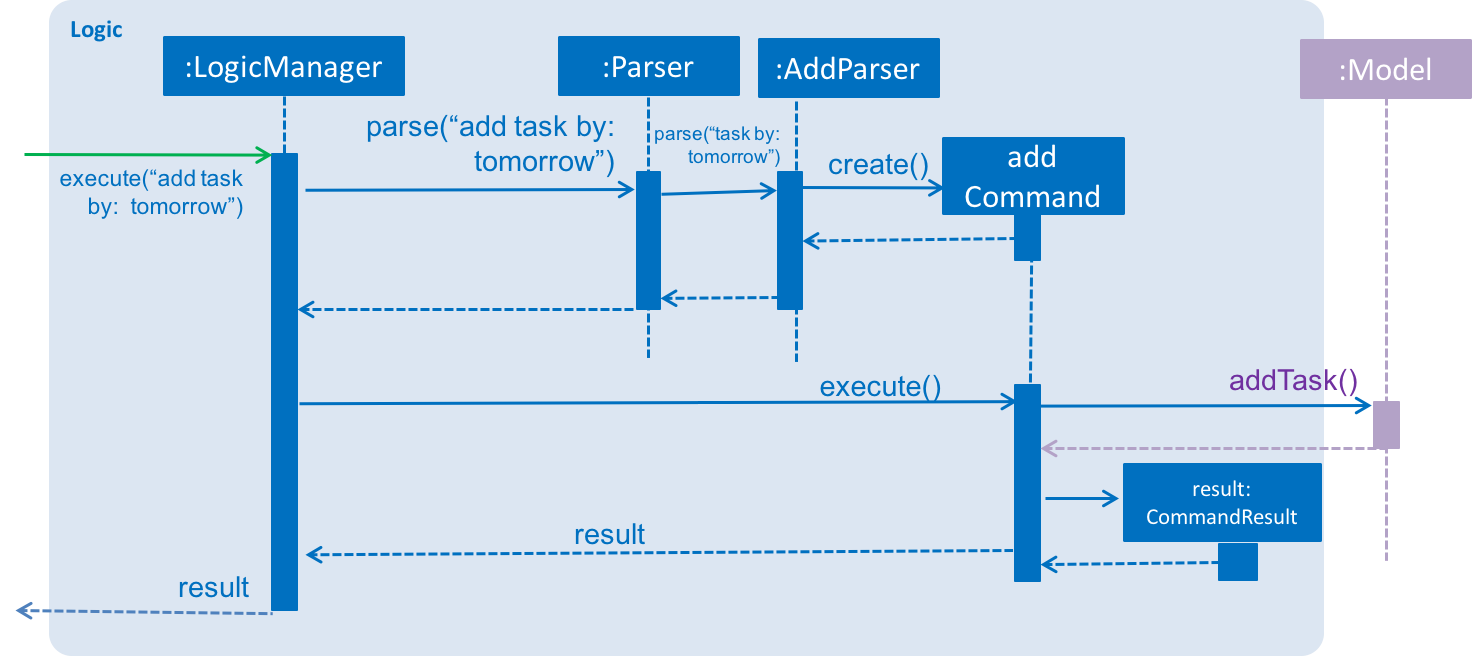 Logic
:LogicManager
:Parser
:AddParser
:Model
parse(“add task by:
tomorrow”)
parse(“task by:
tomorrow”)
create()
add
Command
execute(“add task
by: tomorrow”)
execute()
addTask()
result:
CommandResult
result
result